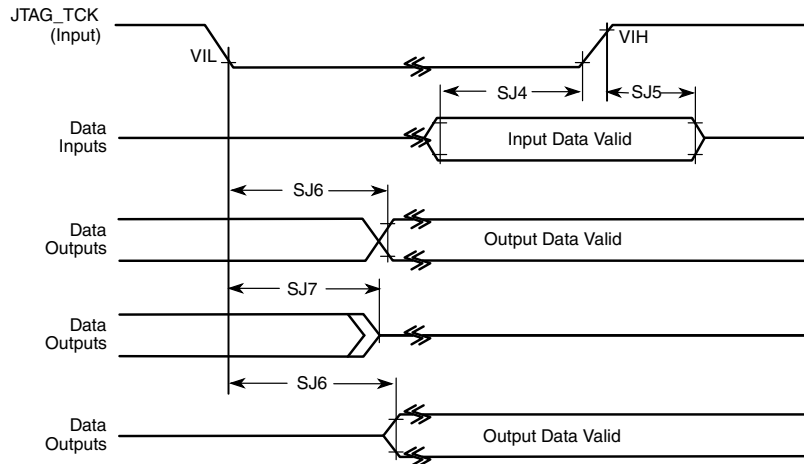 JTAG_TCK
(Input)
VIL
VIH
SJ4
SJ5
Data
Inputs
Input Data Valid
SJ6
Data
Outputs
Output Data Valid
SJ7
Data
Outputs
SJ6
Data
Outputs
Output Data Valid